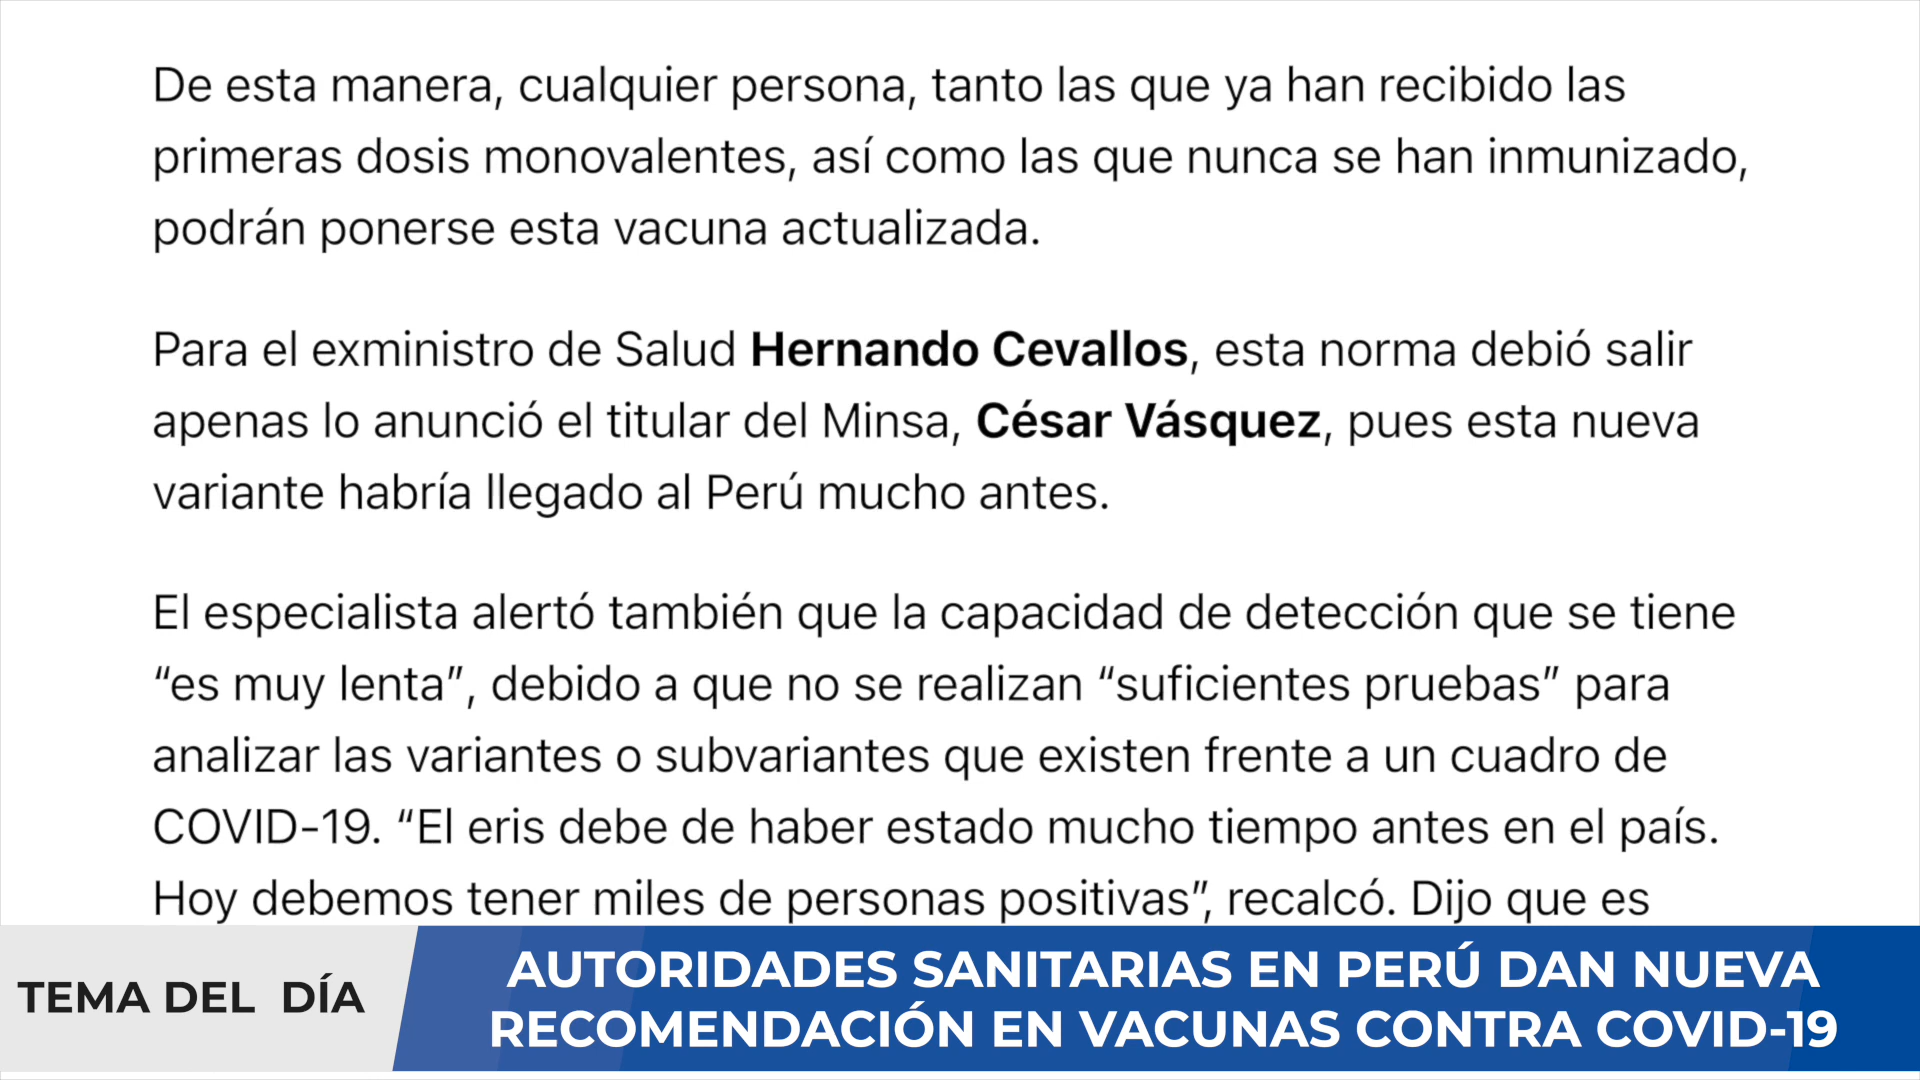 De esta manera, cualquier persona, tanto las que ya han recibido las
primeras dosis monovalentes, así como las que nunca se han inmunizado,
podrán ponerse esta vacuna actualizada.
Para el exministro de Salud Hernando Cevallos, esta norma debió salir
apenas lo anunció el titular del Minsa, César Vásquez, pues esta nueva
variante habría llegado al Perú mucho antes.
El especialista alertó también que la capacidad de detección que se tiene
“es muy lenta”, debido a que no se realizan “suficientes pruebas” para
analizar las variantes o subvariantes que existen frente a un cuadro de
COVID-19. “El eris debe de haber estado mucho tiempo antes en el país.
Hoy debemos tener miles de personas positivas”, recalcó. Dijo que es
TEMA DEL DÍA
AUTORIDADES SANITARIAS EN PERÚ DAN NUEVA
RECOMENDACIÓN EN VACUNAS CONTRA COVID-19